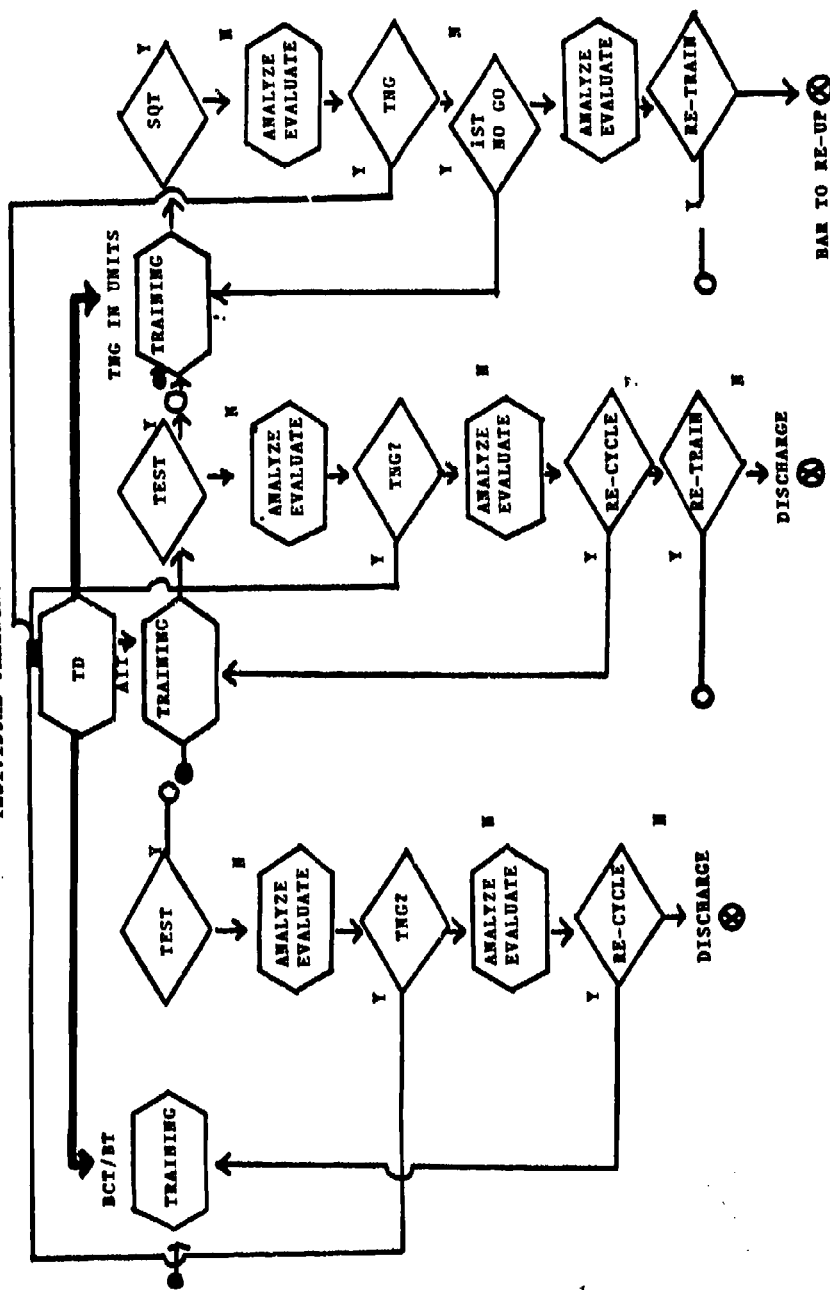 TD
BCT/BT
TRAINING
TEST
Y
N
ANALYZE
EVALUATE
TNG?
Y
N
ANALYZE
EVALUATE
RE-CYCLE
Y
N
DISCHARGE
AIT
TRAINING
TEST
Y
N
ANALYZE
EVALUATE
TNG?
Y
N
ANALYZE
EVALUATE
RE-CYCLE
Y
RE-TRAIN
Y
N
DISCHARGE
TNG IN UNITS
TRAINING
SQT
Y
N
ANALYZE
EVALUATE
TNG
Y
N
IST
NO GO
Y
ANALYZE
EVALUATE
RE-TRAIN
Y
BAR TO RE-UP